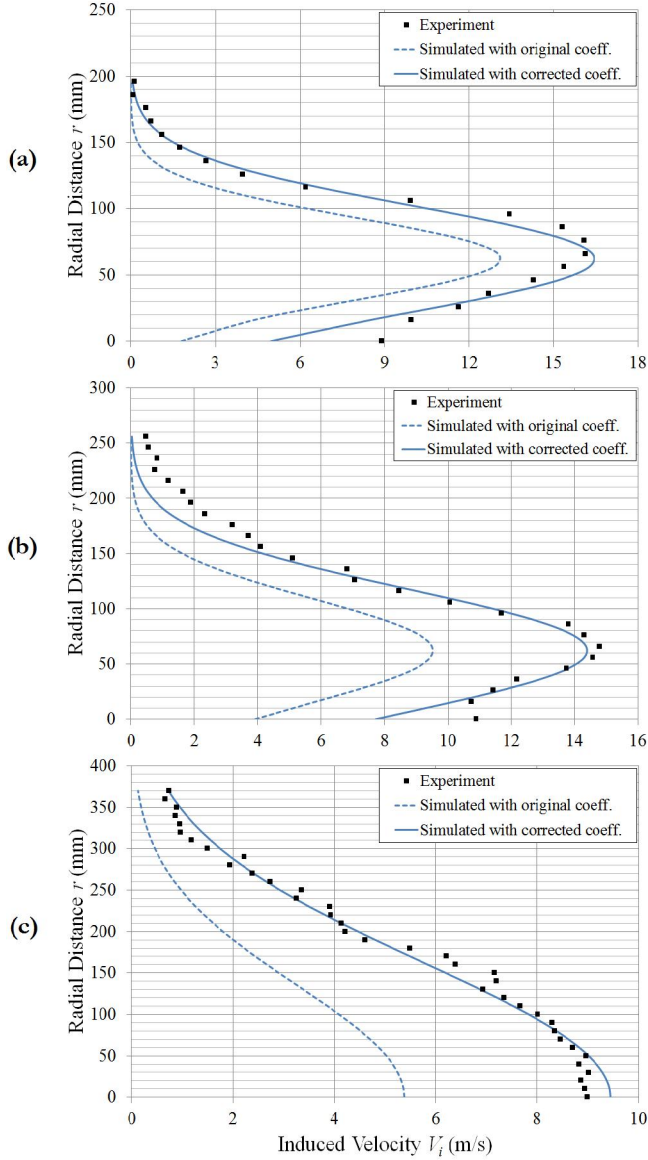 250
200
150
100
50
0
Radial Distance r (mm)
(a)
Experiment
Simulated with original coeff.
Simulated with corrected coeff.
0 3 6 9 12 15 18
300
250
200
150
100
50
0
Radial Distance r (mm)
(b)
Experiment
Simulated with original coeff.
Simulated with corrected coeff.
0 2 4 6 8 10 12 14 16
400
350
300
250
200
150
100
50
0
Radial Distance r (mm)
(c)
Experiment
Simulated with original coeff.
Simulated with corrected coeff.
0 2 4 6 8 10
Induced Velocity Vi (m/s)